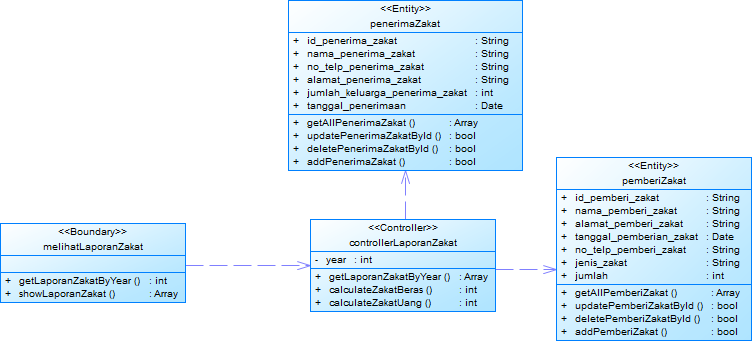 <<Entity>>
penerimaZakat
+ id_penerima_zakat : String
+ nama_penerima_zakat : String
+ no_telp_penerima_zakat : String
+ alamat_penerima_zakat : String
+ jumlah_keluarga_penerima_zakat : int
+ tanggal_penerimaan : Date
+ getAllPenerimaZakat () : Array
+ updatePenerimaZakatById () : bool
+ deletePenerimaZakatById () : bool
+ addPenerimaZakat () : bool
<<Entity>>
pemberiZakat
+ id_pemberi_zakat : String
+ nama_pemberi_zakat : String
+ alamat_pemberi_zakat : String
+ tanggal_pemberian_zakat : Date
+ no_telp_pemberi_zakat : String
+ jenis_zakat : String
+ jumlah : int
+ getAllPemberiZakat () : Array
+ updatePemberiZakatById () : bool
+ deletePemberiZakatById () : bool
+ addPemberiZakat () : bool
<<Boundary>>
melihatLaporanZakat
+ getLaporanZakatByYear () : int
+ showLaporanZakat () : Array
<<Controller>>
controllerLaporanZakat
- year : int
+ getLaporanZakatByYear () : Array
+ calculateZakatBeras () : int
+ calculateZakatUang () : int